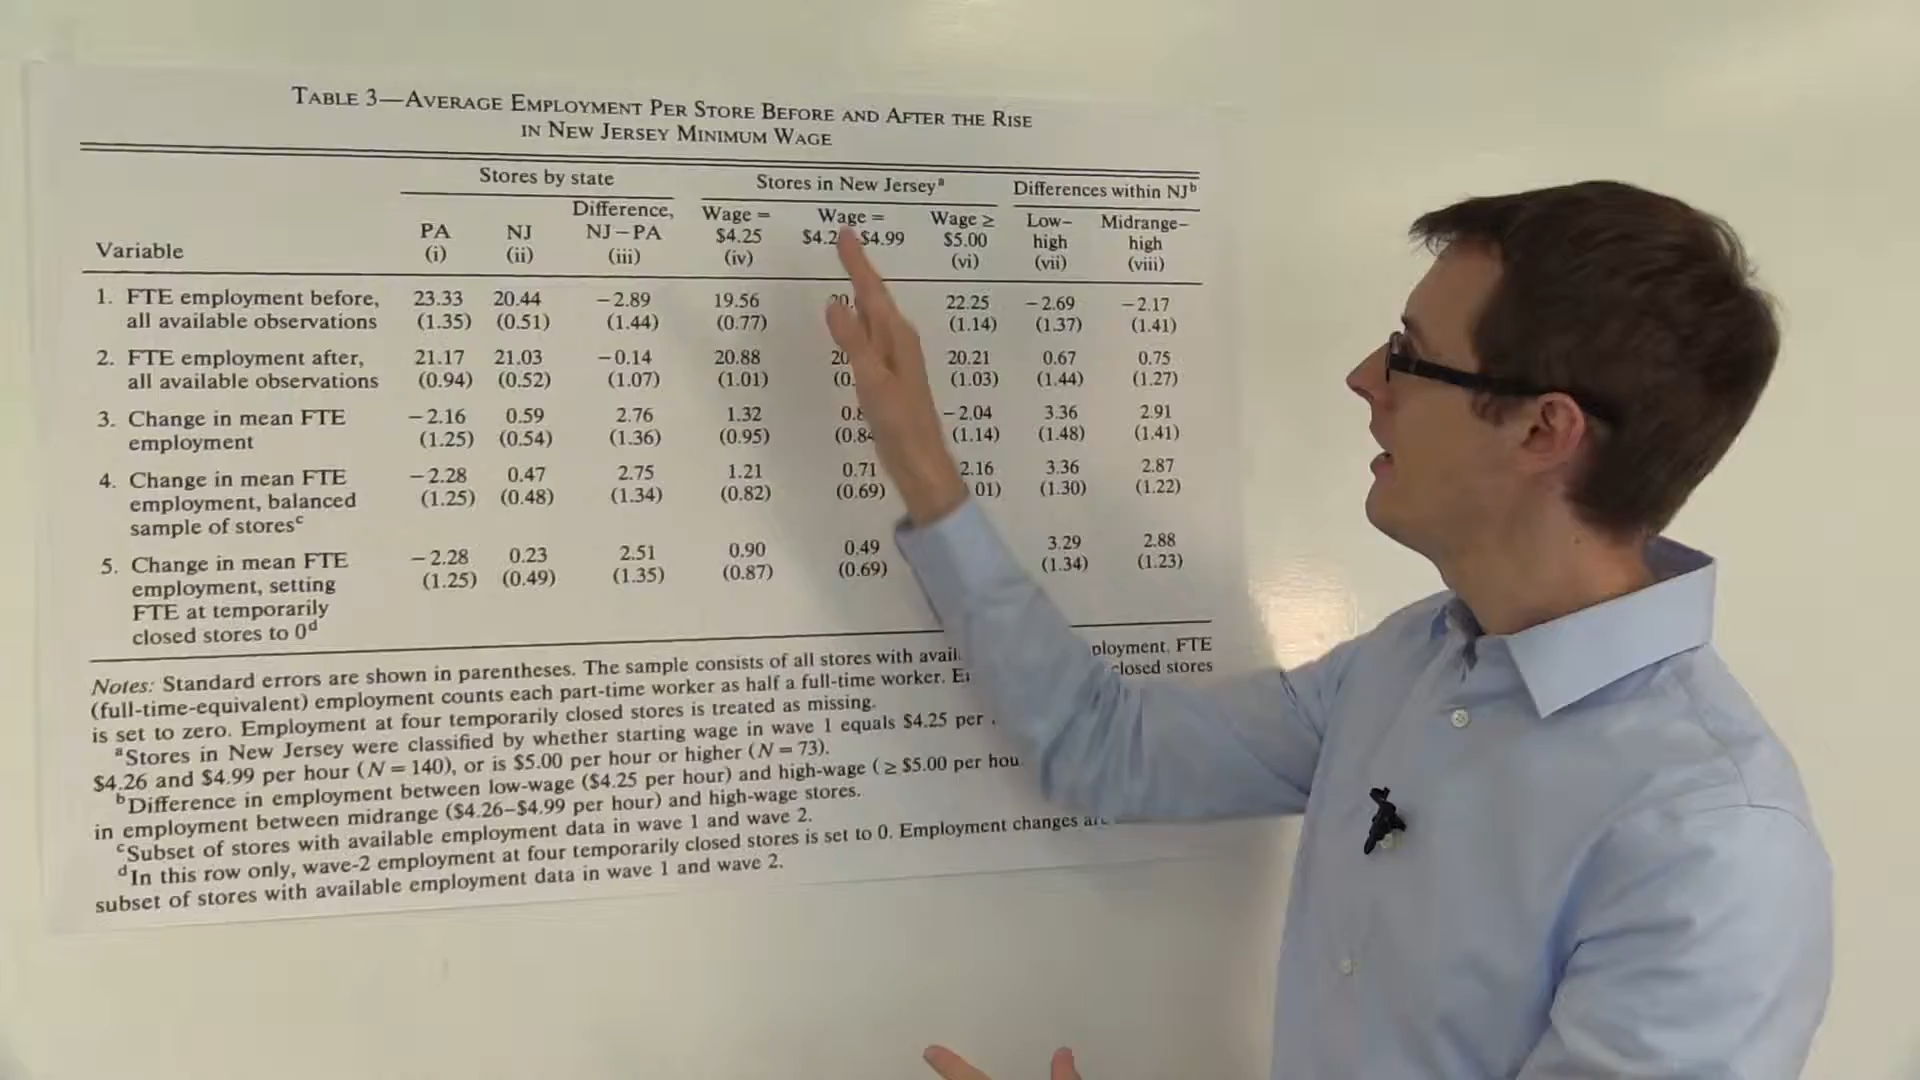 TABLE 3—AVERAGE EMPLOYMENT PER STORE BEFORE AND AFTER THE RISE
IN NEW JERSEY MINIMUM WAGE
Stores by state Stores in New Jerseyᵃ Differences within NJᵇ
Difference, Wage = Wage = Wage ≥ Low– Midrange–
Variable PA NJ NJ−PA $4.25 $4.99 $5.00 high high
(i) (ii) (iii) (iv) (vi) (vii) (viii)
1. FTE employment before, 23.33 20.44 −2.89 19.56 22.25 −2.69 −2.17
all available observations (1.35) (0.51) (1.44) (0.77) (1.14) (1.37) (1.41)
2. FTE employment after, 21.17 21.03 −0.14 20.88 20.21 0.67 0.75
all available observations (0.94) (0.52) (1.07) (1.01) (1.03) (1.44) (1.27)
3. Change in mean FTE −2.16 0.59 2.76 1.32 −2.04 3.36 2.91
employment (1.25) (0.54) (1.36) (0.95) (1.14) (1.48) (1.41)
4. Change in mean FTE −2.28 0.47 2.75 1.21 0.71 2.16 3.36 2.87
employment, balanced (1.25) (0.48) (1.34) (0.82) (0.69) 01) (1.30) (1.22)
sample of storesᶜ
5. Change in mean FTE −2.28 0.23 2.51 0.90 0.49 3.29 2.88
employment, setting (1.25) (0.49) (1.35) (0.87) (0.69) (1.34) (1.23)
FTE at temporarily
closed stores to 0ᵈ
Notes: Standard errors are shown in parentheses. The sample consists of all stores with employment. FTE
(full-time-equivalent) employment counts each part-time worker as half a full-time worker. closed stores
is set to zero. Employment at four temporarily closed stores is treated as missing.
ᵃStores in New Jersey were classified by whether starting wage in wave 1 equals $4.25 per
$4.26 and $4.99 per hour (N = 140), or is $5.00 per hour or higher (N = 73).
ᵇDifference in employment between low-wage ($4.25 per hour) and high-wage (≥ $5.00 per
in employment between midrange ($4.26–$4.99 per hour) and high-wage stores.
ᶜSubset of stores with available employment data in wave 1 and wave 2.
ᵈIn this row only, wave-2 employment at four temporarily closed stores is set to 0. Employment changes
subset of stores with available employment data in wave 1 and wave 2.